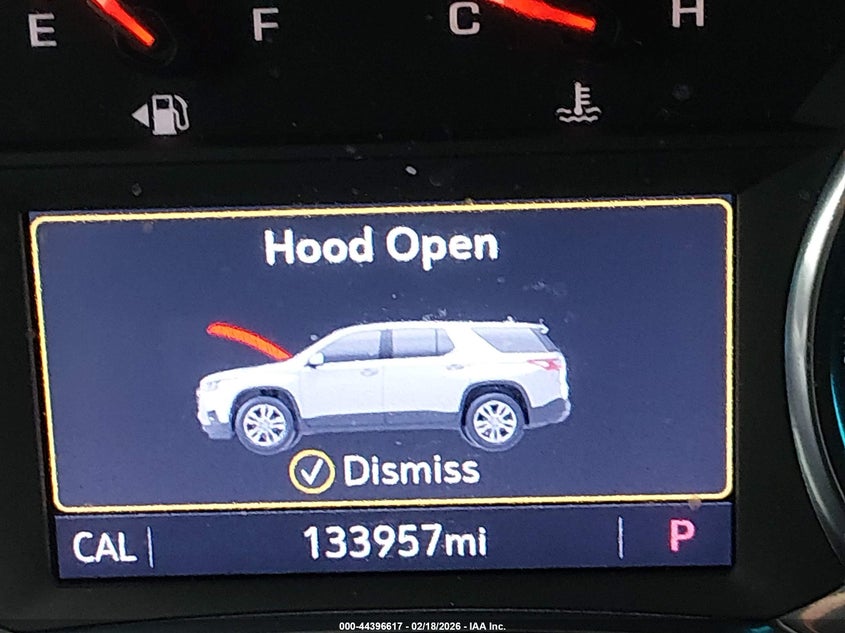 E F C H
Hood Open
Dismiss
CAL 133957mi P
000-44396617 - 02/18/2026 - IAA Inc.